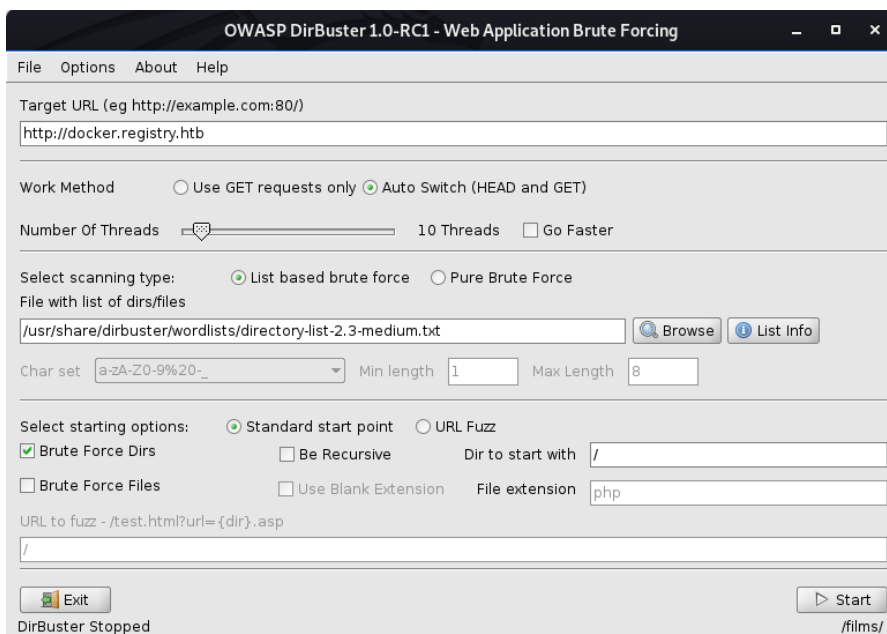 OWASP DirBuster 1.0-RC1 - Web Application Brute Forcing
File Options About Help
Target URL (eg http://example.com:80/)
http://docker.registry.htb
Work Method Use GET requests only Auto Switch (HEAD and GET)
Number Of Threads 10 Threads Go Faster
Select scanning type: List based brute force Pure Brute Force
File with list of dirs/files
/usr/share/dirbuster/wordlists/directory-list-2.3-medium.txt Browse List Info
Char set a-zA-Z0-9%20-_ Min length 1 Max Length 8
Select starting options: Standard start point URL Fuzz
Brute Force Dirs Be Recursive Dir to start with /
Brute Force Files Use Blank Extension File extension php
URL to fuzz - /test.html?url={dir}.asp
/
Exit Start
DirBuster Stopped /films/